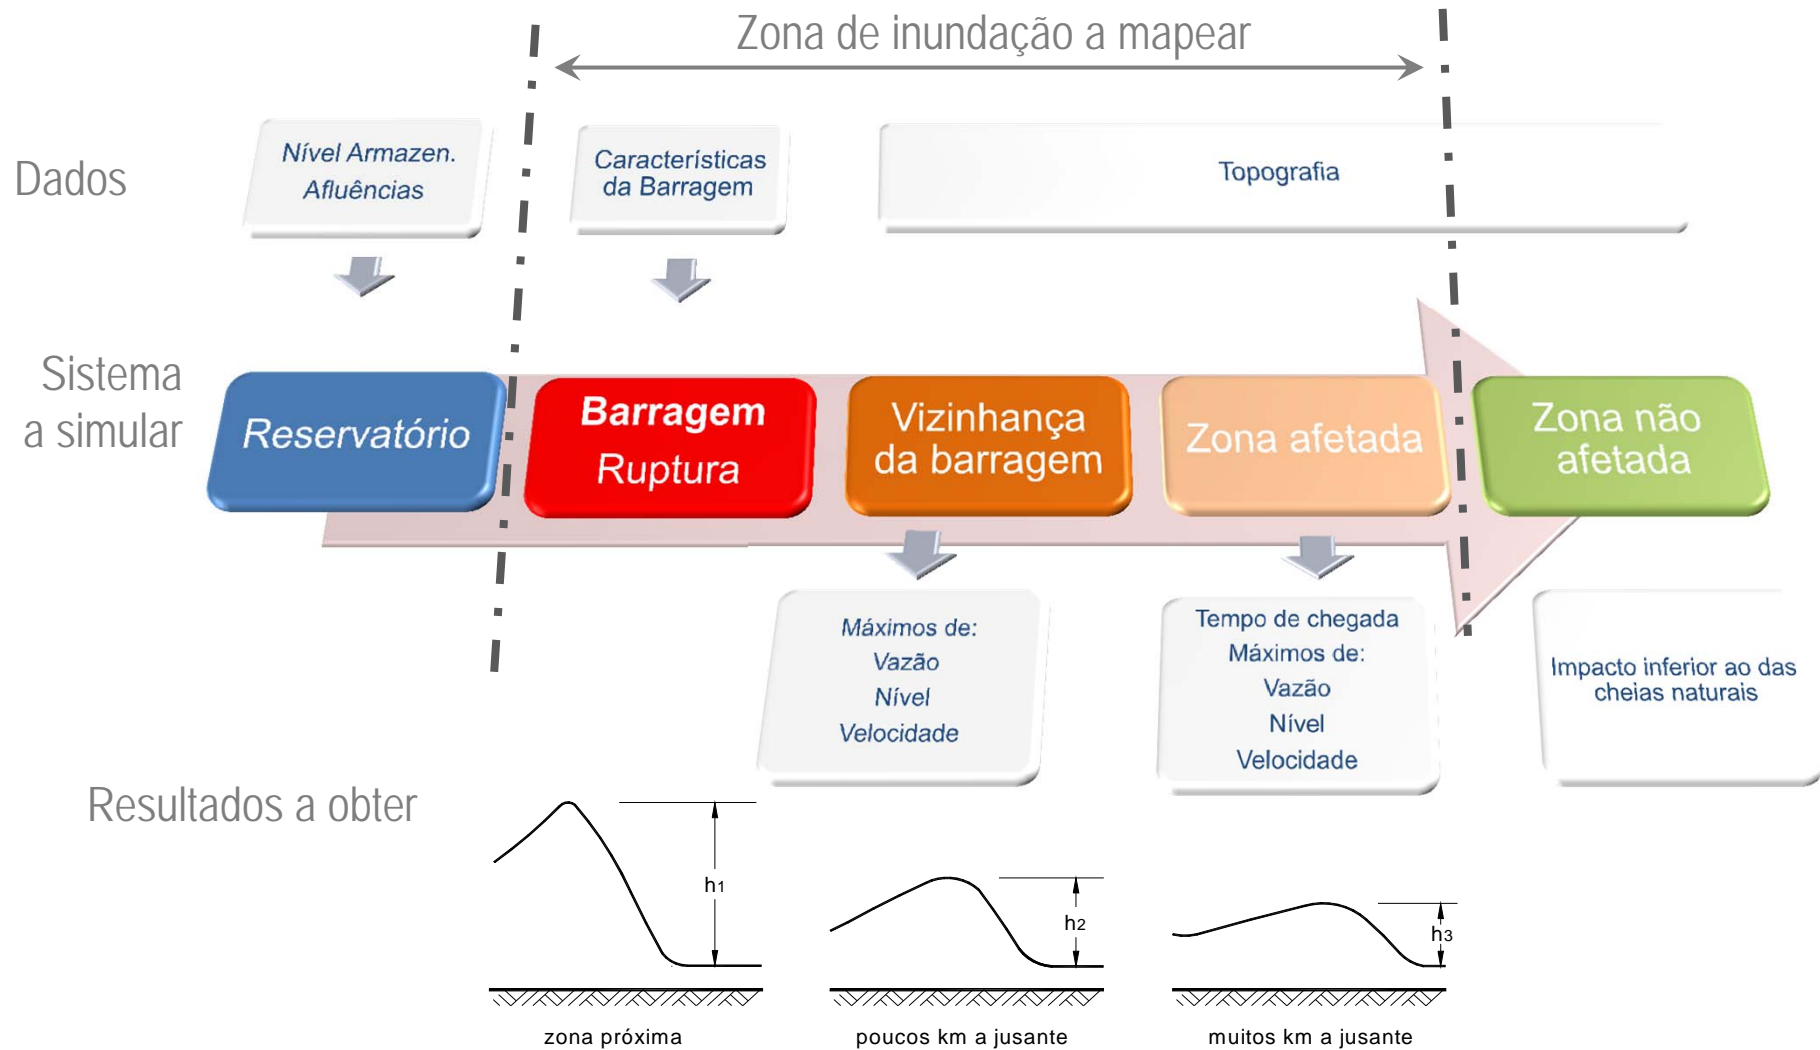 Zona de inundação a mapear
Dados
Nível Armazen.
Afluências
Características
da Barragem
Topografia
Sistema
a simular
Reservatório
Barragem
Ruptura
Vizinhança
da barragem
Zona afetada
Zona não
afetada
Máximos de:
Vazão
Nível
Velocidade
Tempo de chegada
Máximos de:
Vazão
Nível
Velocidade
Impacto inferior ao das
cheias naturais
Resultados a obter
h1
h2
h3
zona próxima
poucos km a jusante
muitos km a jusante